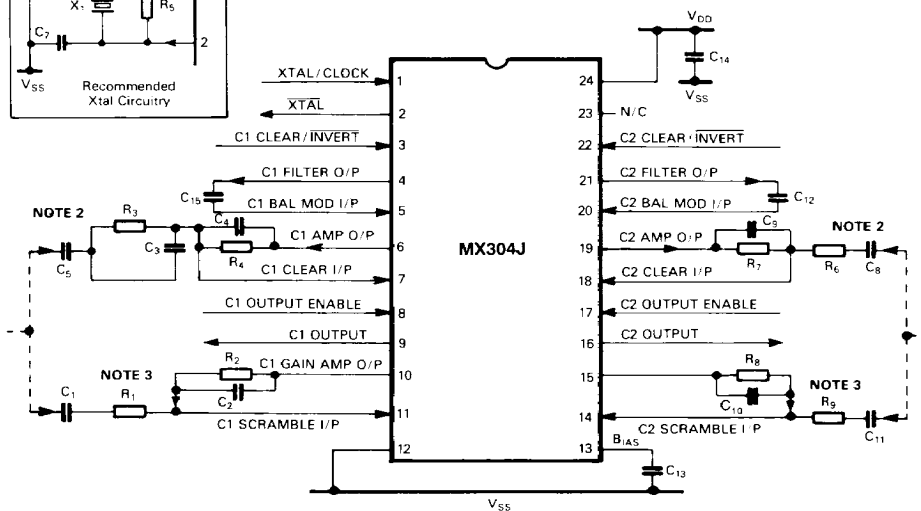 X1
R5
C7
2
VSS
Recommended
Xtal Circuitry
VDD
C14
VSS
XTAL/CLOCK
1
24
XTAL
2
23
N/C
C1 CLEAR/INVERT
3
22
C2 CLEAR/INVERT
C1 FILTER O/P
4
21
C2 FILTER O/P
C15
C12
C1 BAL MOD I/P
5
20
C2 BAL MOD I/P
NOTE 2
R3
C4
C9
NOTE 2
C1 AMP O/P
6
MX304J
19
C2 AMP O/P
C5
C3
R4
R7
R6
C8
C1 CLEAR I/P
7
18
C2 CLEAR I/P
C1 OUTPUT ENABLE
8
17
C2 OUTPUT ENABLE
C1 OUTPUT
9
16
C2 OUTPUT
R2
C1 GAIN AMP O/P
10
15
R8
NOTE 3
C2
C10
NOTE 3
C1
R1
R9
C11
C1 SCRAMBLE I/P
11
14
C2 SCRAMBLE I/P
12
13
BIAS
C13
VSS